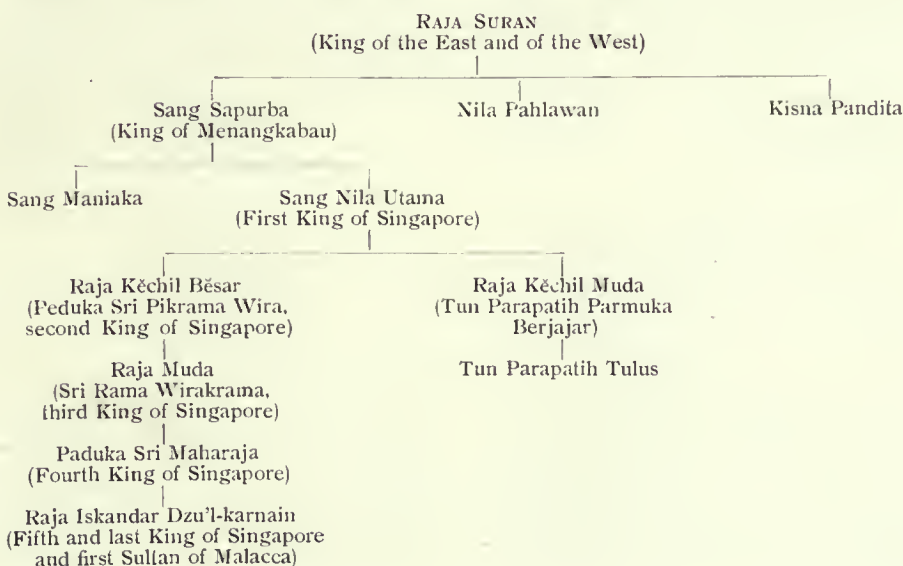 RAJA SURAN
(King of the East and of the West)
Sang Sapurba
(King of Menangkabau)
Nila Pahlawan
Kisna Pandita
Sang Maniaka
Sang Nila Utama
(First King of Singapore)
Raja Kĕchil Bĕsar
(Peduka Sri Pikrama Wira,
second King of Singapore)
Raja Kĕchil Muda
(Tun Parapatih Parmuka
Berjajar)
Raja Muda
(Sri Rama Wirakrama,
third King of Singapore)
Tun Parapatih Tulus
Paduka Sri Maharaja
(Fourth King of Singapore)
Raja Iskandar Dzu'l-karnain
(Fifth and last King of Singapore
and first Sultan of Malacca)